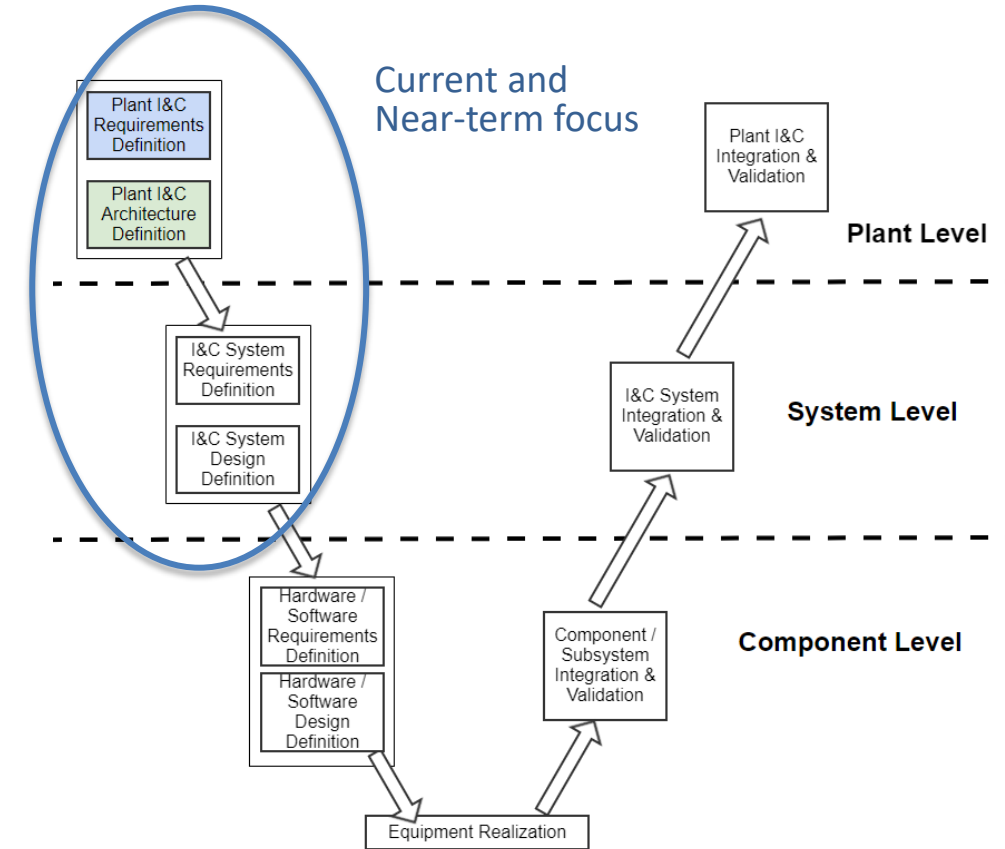 Current and
Near-term focus
Plant I&C
Requirements
Definition
Plant I&C
Architecture
Definition
Plant I&C
Integration &
Validation
Plant Level
I&C System
Requirements
Definition
I&C System
Design
Definition
I&C System
Integration &
Validation
System Level
Hardware /
Software
Requirements
Definition
Hardware /
Software
Design
Definition
Component /
Subsystem
Integration &
Validation
Component Level
Equipment Realization